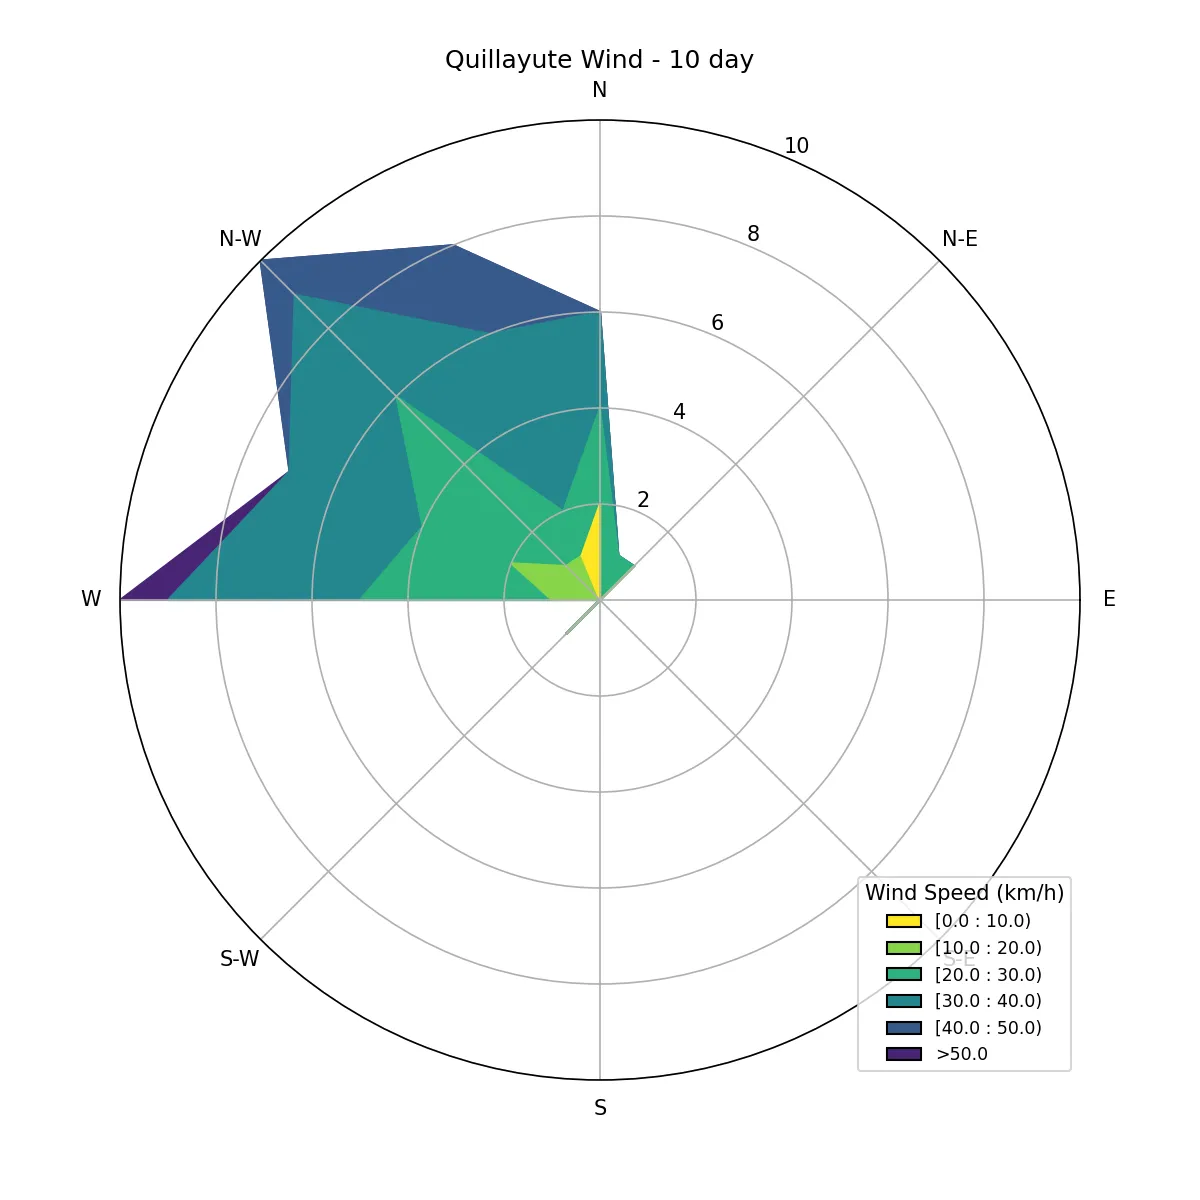 Quillayute Wind - 10 day
N
10
N-W
8
N-E
6
4
2
W
E
Wind Speed (km/h)
[0.0 : 10.0)
[10.0 : 20.0)
S-W
S-E
[20.0 : 30.0)
[30.0 : 40.0)
[40.0 : 50.0)
>50.0
S